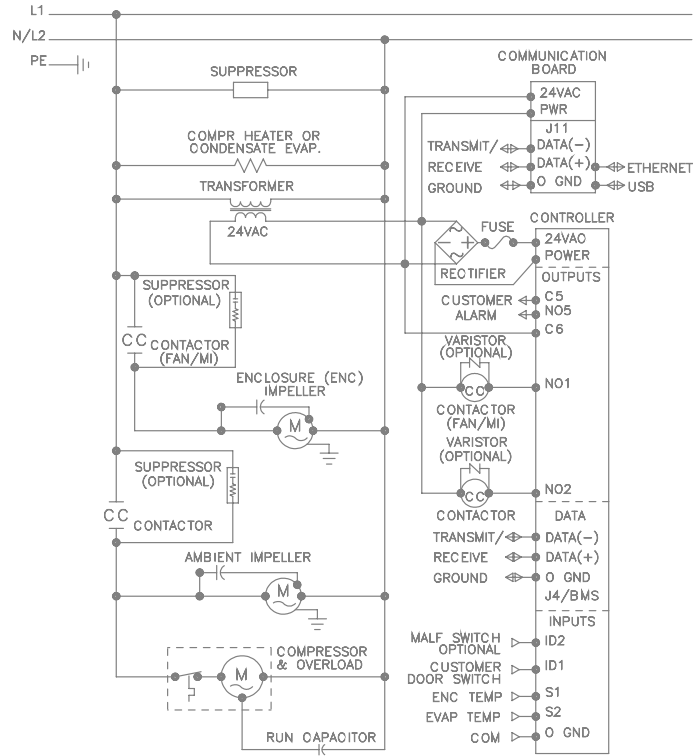 L1
N/L2
PE
SUPPRESSOR
COMPR HEATER OR
CONDENSATE EVAP.
TRANSFORMER
24VAC
SUPPRESSOR
(OPTIONAL)
CC
CONTACTOR
(FAN/MI)
ENCLOSURE (ENC)
IMPELLER
M
SUPPRESSOR
(OPTIONAL)
CC
CONTACTOR
AMBIENT IMPELLER
M
COMPRESSOR
& OVERLOAD
M
RUN CAPACITOR
COMMUNICATION
BOARD
24VAC
PWR
J11
TRANSMIT/
DATA(-)
RECEIVE
DATA(+)
ETHERNET
GROUND
O GND
USB
CONTROLLER
FUSE
24VAO
POWER
RECTIFIER
OUTPUTS
CUSTOMER
ALARM
C5
NO5
C6
VARISTOR
(OPTIONAL)
CC
NO1
CONTACTOR
(FAN/MI)
VARISTOR
(OPTIONAL)
CC
NO2
CONTACTOR
DATA
TRANSMIT/
DATA(-)
RECEIVE
DATA(+)
GROUND
O GND
J4/BMS
INPUTS
MALF SWITCH
OPTIONAL
ID2
CUSTOMER
DOOR SWITCH
ID1
ENC TEMP
S1
EVAP TEMP
S2
COM
O GND